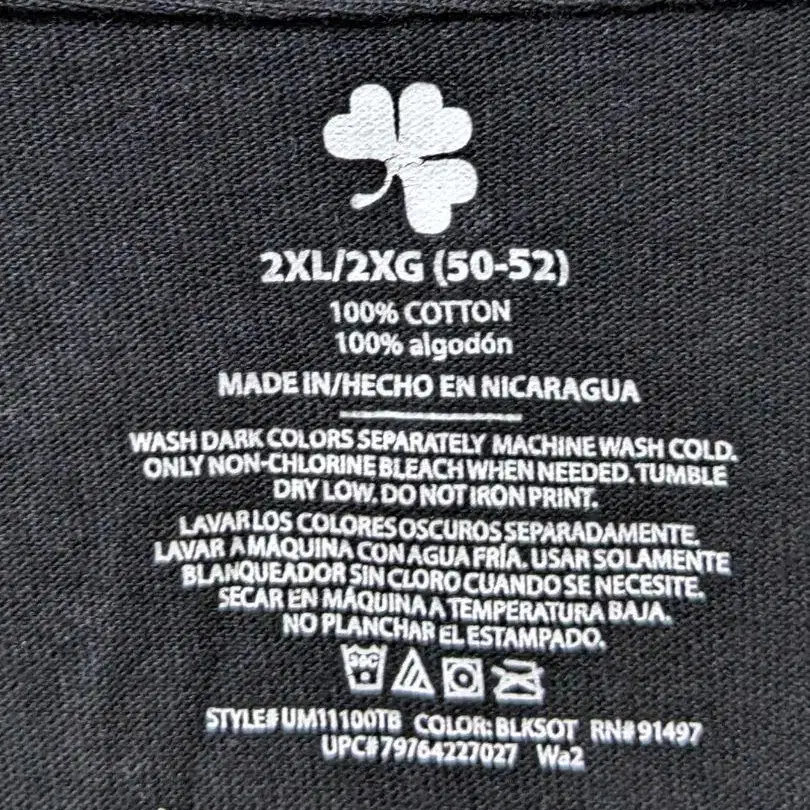 2XL/2XG (50-52)
100% COTTON
100% algodón
MADE IN/HECHO EN NICARAGUA
WASH DARK COLORS SEPARATELY MACHINE WASH COLD.
ONLY NON-CHLORINE BLEACH WHEN NEEDED. TUMBLE
DRY LOW. DO NOT IRON PRINT.
LAVAR LOS COLORES OSCUROS SEPARADAMENTE.
LAVAR A MÁQUINA CON AGUA FRÍA. USAR SOLAMENTE
BLANQUEADOR SIN CLORO CUANDO SE NECESITE.
SECAR EN MÁQUINA A TEMPERATURA BAJA.
NO PLANCHAR EL ESTAMPADO.
30C
STYLE# UM11100TB COLOR: BLKSOT RN# 91497
UPC# 79764227027 Wa2